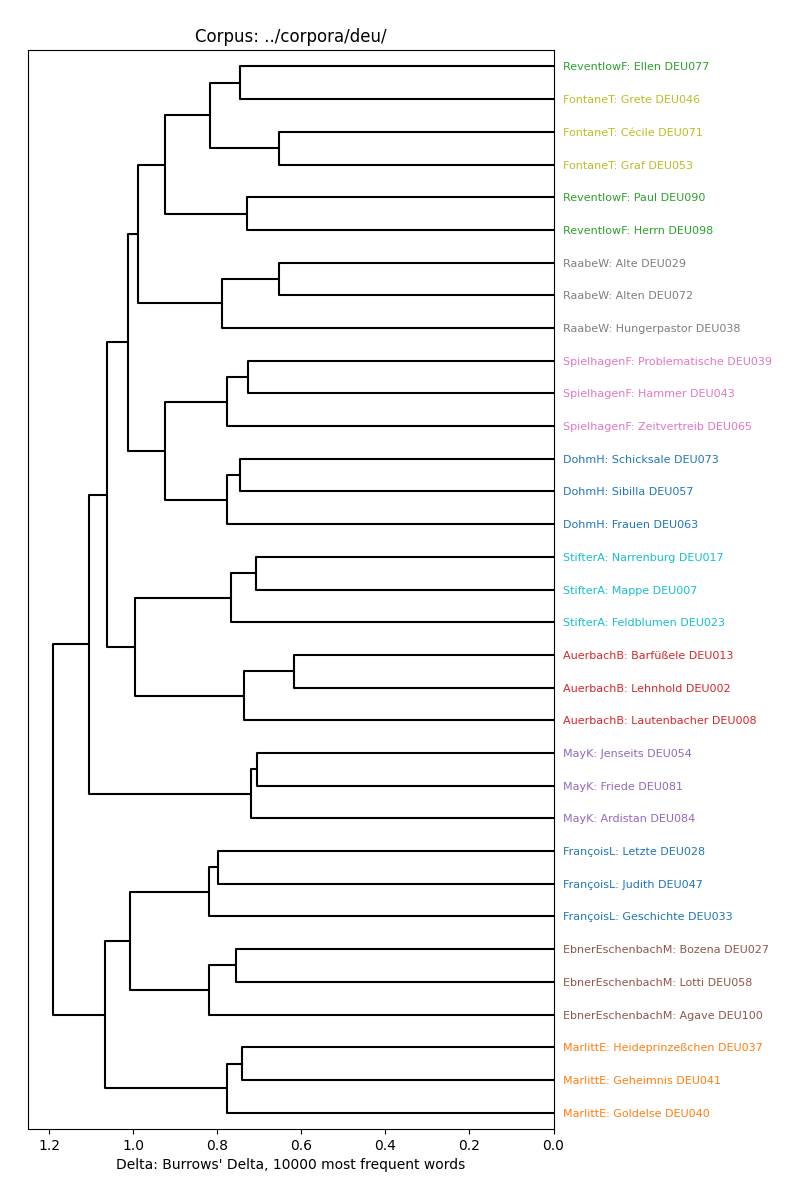 Corpus: ../corpora/deu/
ReventlowF: Ellen DEU077
FontaneT: Grete DEU046
FontaneT: Cécile DEU071
FontaneT: Graf DEU053
ReventlowF: Paul DEU090
ReventlowF: Herrn DEU098
RaabeW: Alte DEU029
RaabeW: Alten DEU072
RaabeW: Hungerpastor DEU038
SpielhagenF: Problematische DEU039
SpielhagenF: Hammer DEU043
SpielhagenF: Zeitvertreib DEU065
DohmH: Schicksale DEU073
DohmH: Sibilla DEU057
DohmH: Frauen DEU063
StifterA: Narrenburg DEU017
StifterA: Mappe DEU007
StifterA: Feldblumen DEU023
AuerbachB: Barfüßele DEU013
AuerbachB: Lehnhold DEU002
AuerbachB: Lautenbacher DEU008
MayK: Jenseits DEU054
MayK: Friede DEU081
MayK: Ardistan DEU084
FrançoisL: Letzte DEU028
FrançoisL: Judith DEU047
FrançoisL: Geschichte DEU033
EbnerEschenbachM: Bozena DEU027
EbnerEschenbachM: Lotti DEU058
EbnerEschenbachM: Agave DEU100
MarlittE: Heideprinzeßchen DEU037
MarlittE: Geheimnis DEU041
MarlittE: Goldelse DEU040
1.2 1.0 0.8 0.6 0.4 0.2 0.0
Delta: Burrows' Delta, 10000 most frequent words